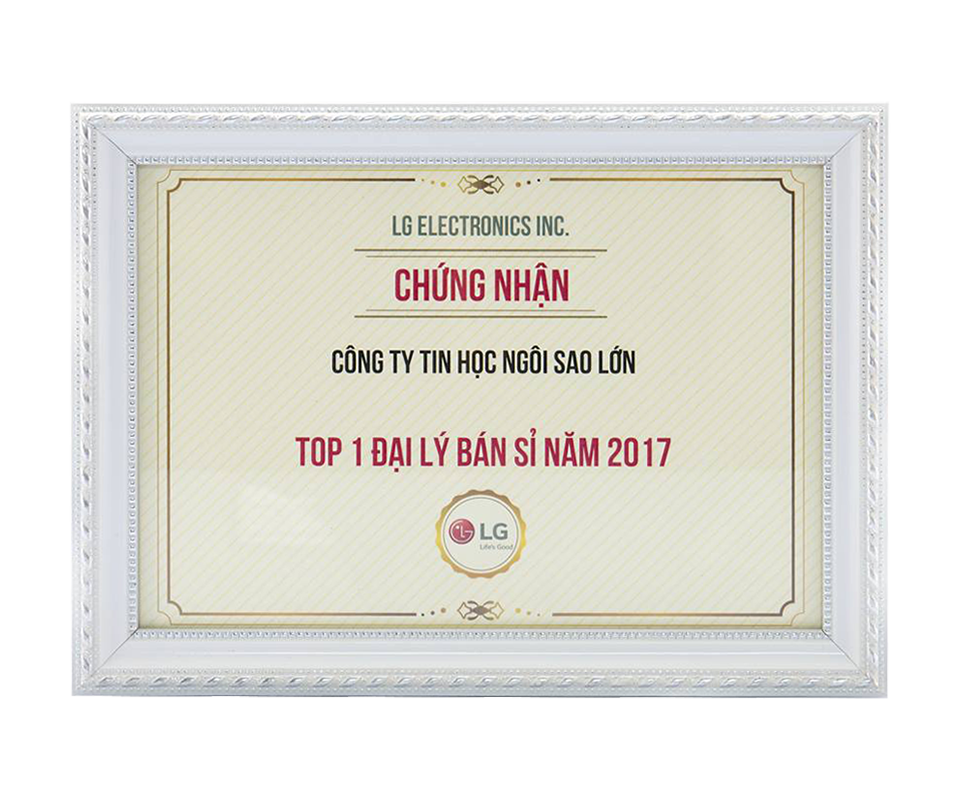 LG ELECTRONICS INC.
CHỨNG NHẬN
CÔNG TY TIN HỌC NGÔI SAO LỚN
TOP 1 ĐẠI LÝ BÁN SỈ NĂM 2017
LG
Life's Good